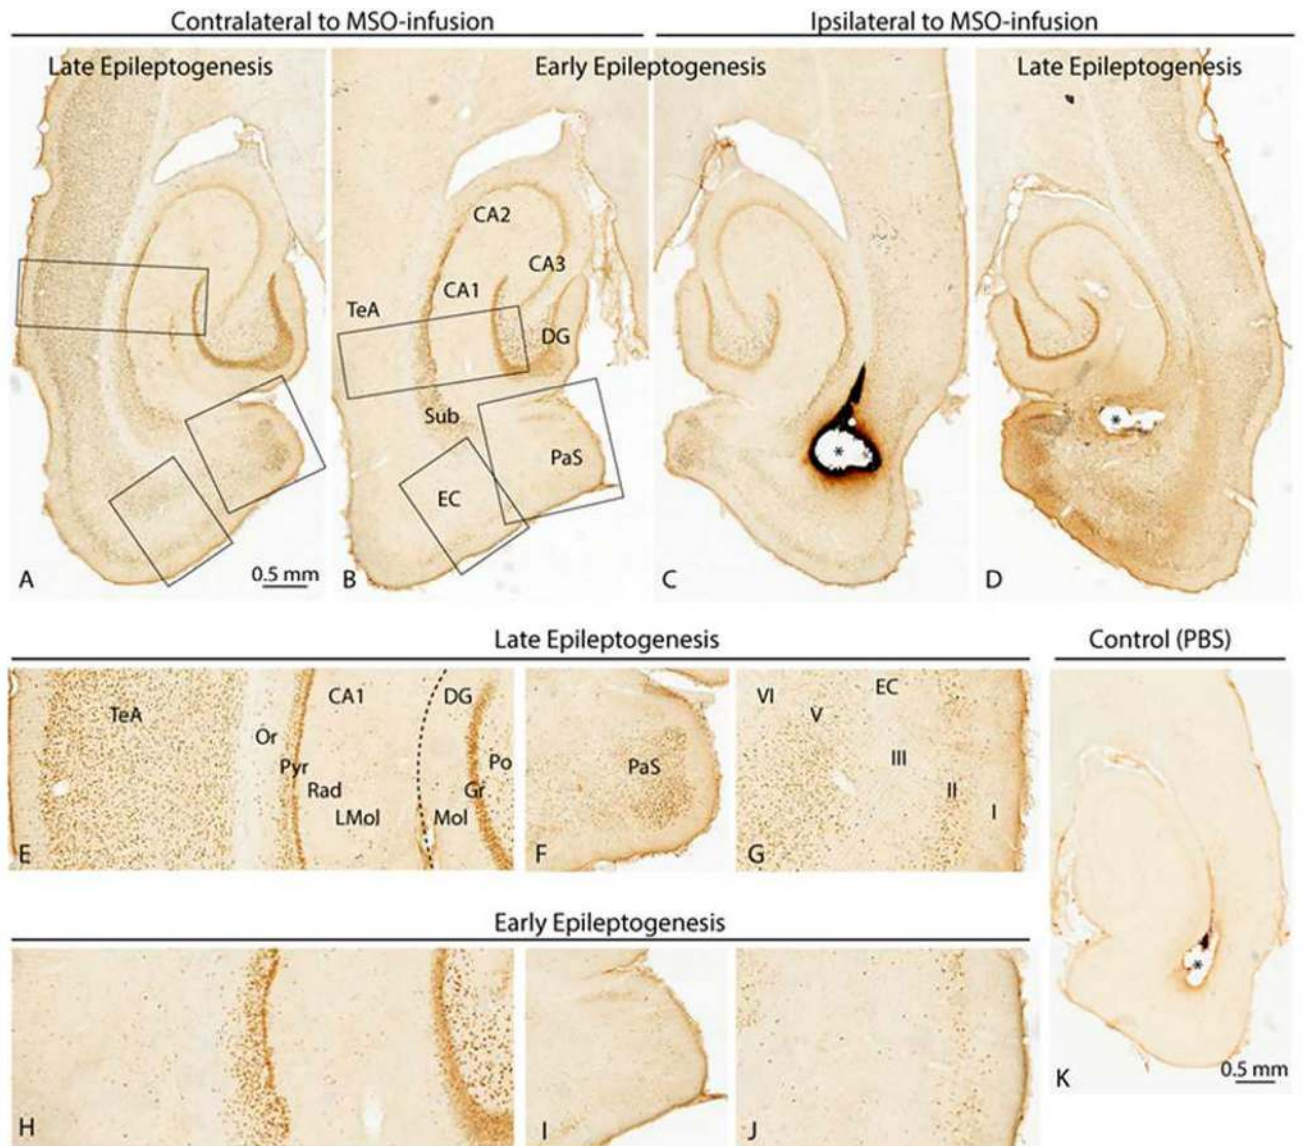 Contralateral to MSO-infusion
Ipsilateral to MSO-infusion
Late Epileptogenesis
Early Epileptogenesis
Late Epileptogenesis
CA2
CA3
CA1
TeA
DG
Sub
PaS
EC
*
*
A
0.5 mm
B
C
D
Late Epileptogenesis
Control (PBS)
TeA
Or
Pyr
CA1
Rad
LMol
DG
Mol
Gr
Po
E
PaS
F
VI
V
EC
III
II
I
G
Early Epileptogenesis
H
I
J
*
K
0.5 mm